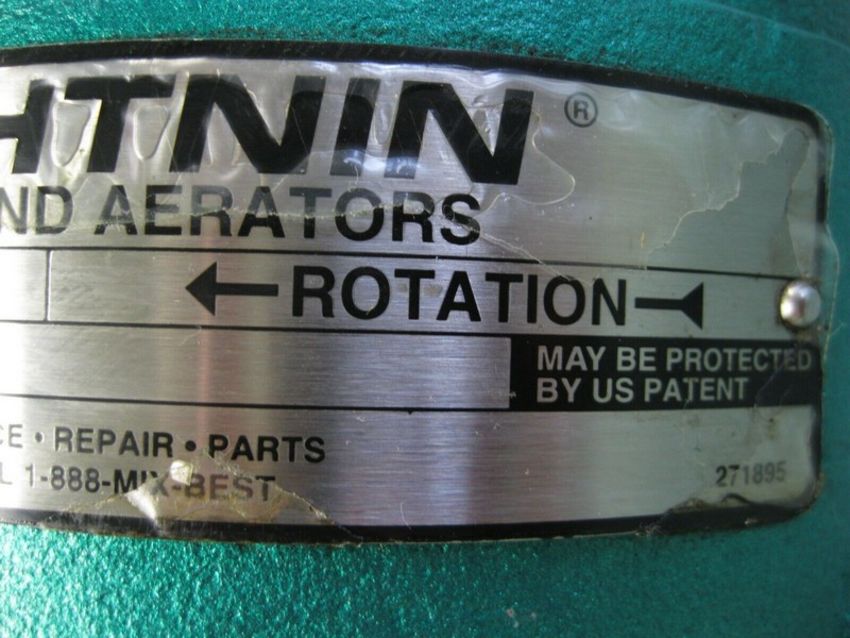 HTNIN®
ND AERATORS
←ROTATION
MAY BE PROTECTED
BY US PATENT
CE • REPAIR • PARTS
L 1-888-MIX-BEST
271895